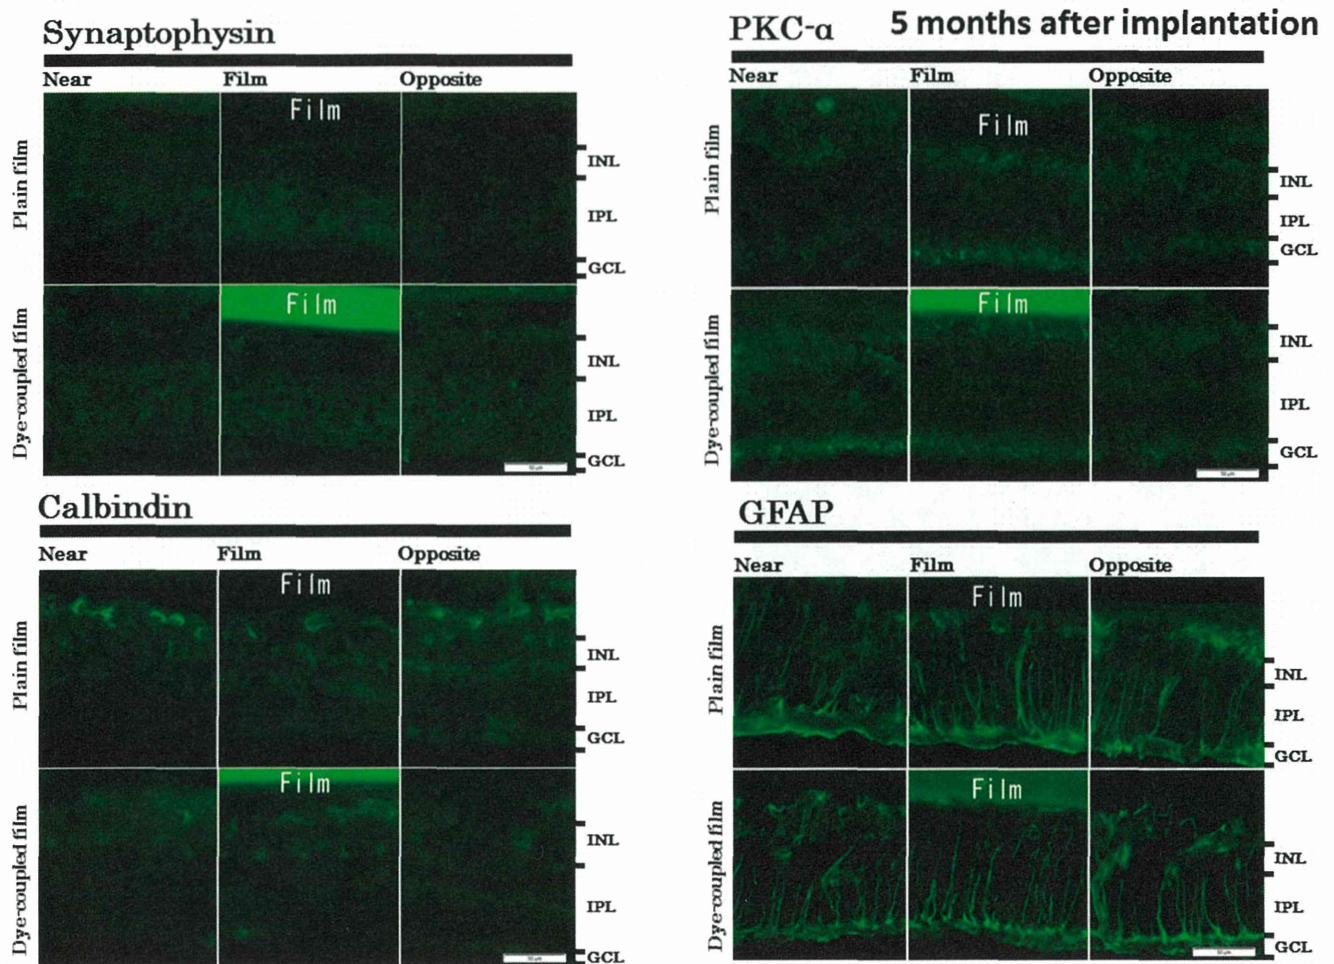 5 months after implantation
Synaptophysin
Near Film Opposite
Plain film
Film
INL
IPL
GCL
Dye-coupled film
Film
INL
IPL
GCL
PKC-α
Near Film Opposite
Plain film
Film
INL
IPL
GCL
Dye-coupled film
Film
INL
IPL
GCL
Calbindin
Near Film Opposite
Plain film
Film
INL
IPL
GCL
Dye-coupled film
Film
INL
IPL
GCL
GFAP
Near Film Opposite
Plain film
Film
INL
IPL
GCL
Dye-coupled film
Film
INL
IPL
GCL